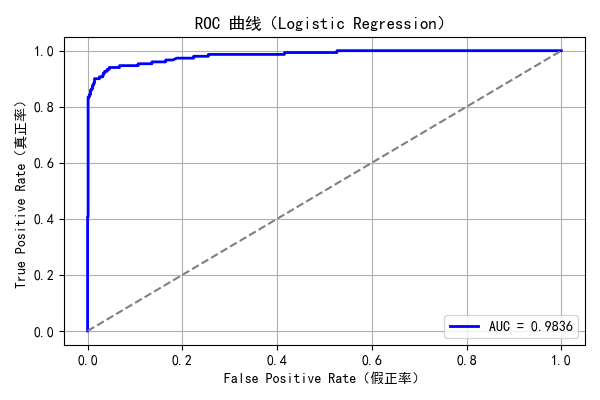 ROC 曲线 (Logistic Regression)
True Positive Rate (真正率)
1.0
0.8
0.6
0.4
0.2
0.0
AUC = 0.9836
0.0 0.2 0.4 0.6 0.8 1.0
False Positive Rate (假正率)